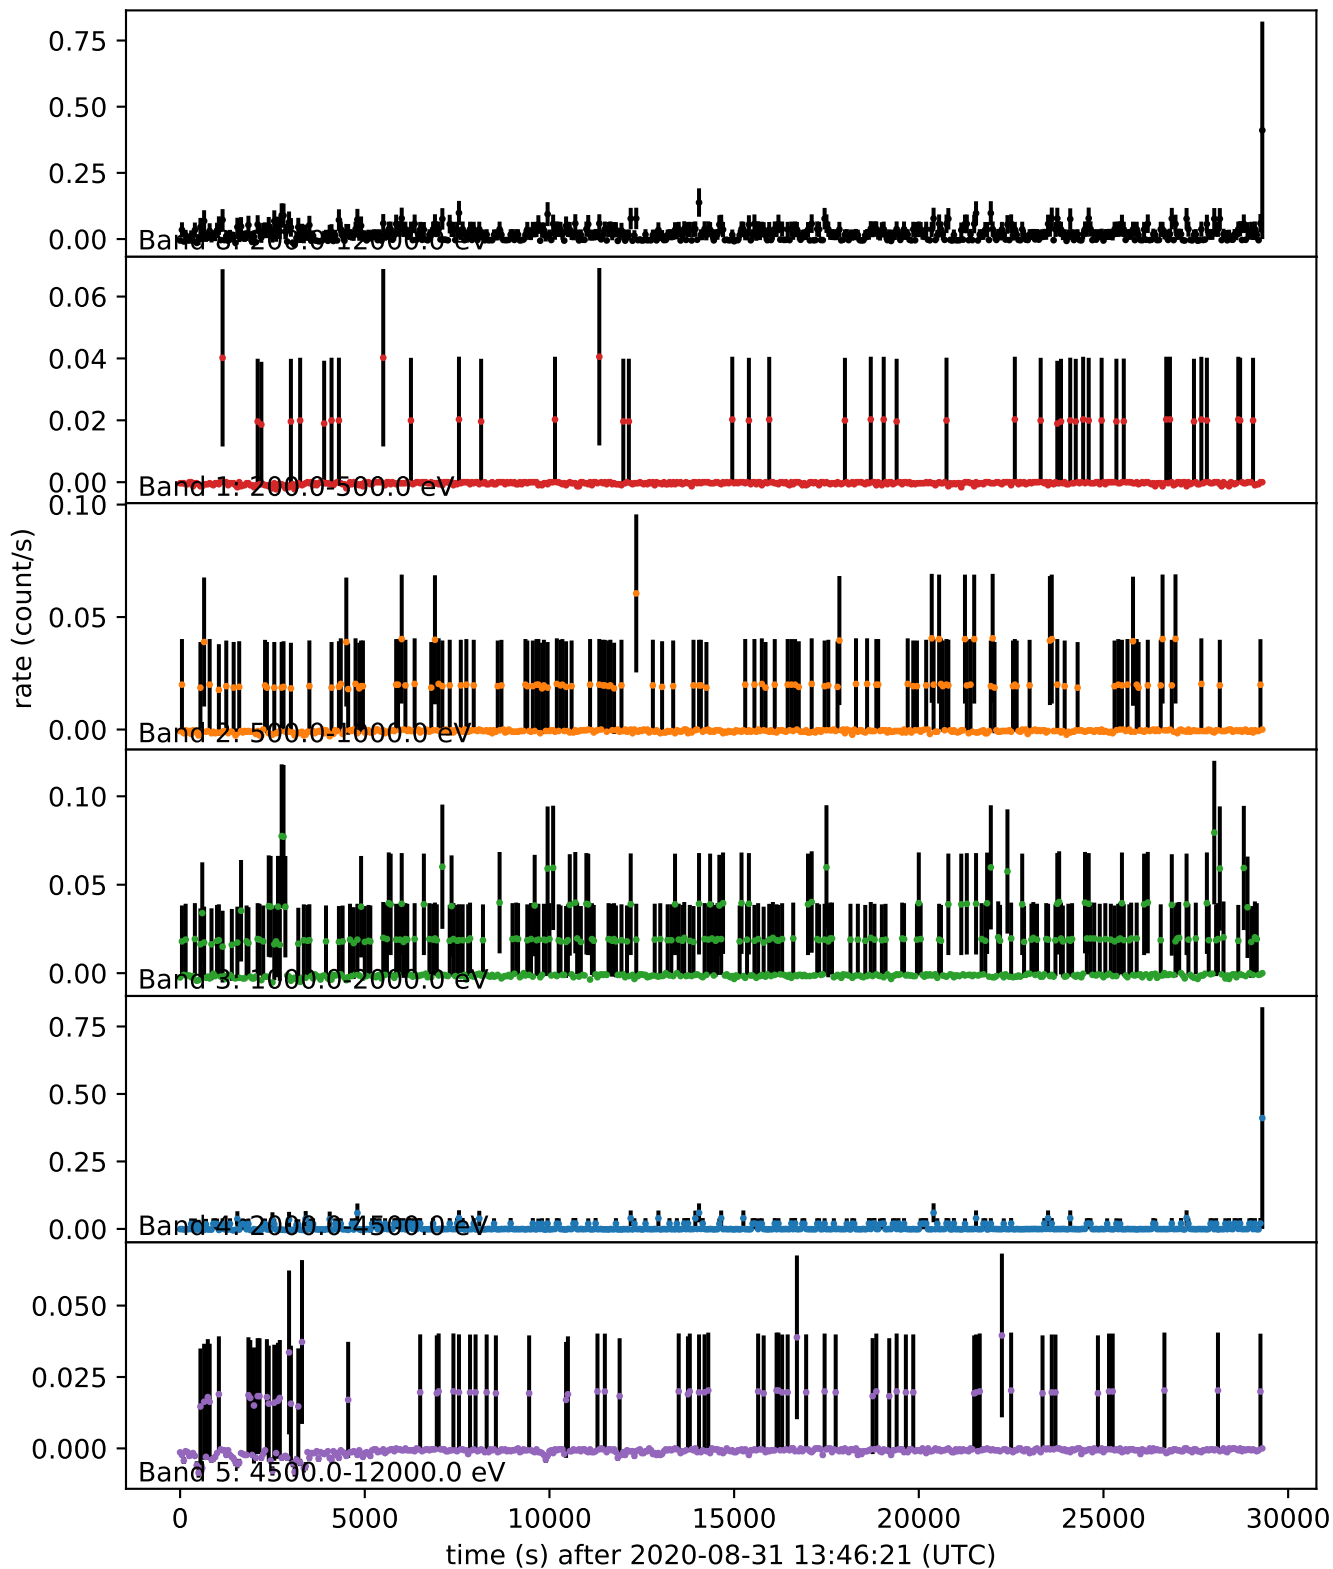 0.75
0.50
0.25
0.00
Band 8: 200.0-12000.0 eV
0.06
0.04
0.02
0.00
Band 1: 200.0-500.0 eV
0.10
0.05
0.00
Band 2: 500.0-1000.0 eV
rate (count/s)
0.10
0.05
0.00
Band 3: 1000.0-2000.0 eV
0.75
0.50
0.25
0.00
Band 4: 2000.0-4500.0 eV
0.050
0.025
0.000
Band 5: 4500.0-12000.0 eV
0 5000 10000 15000 20000 25000 30000
time (s) after 2020-08-31 13:46:21 (UTC)